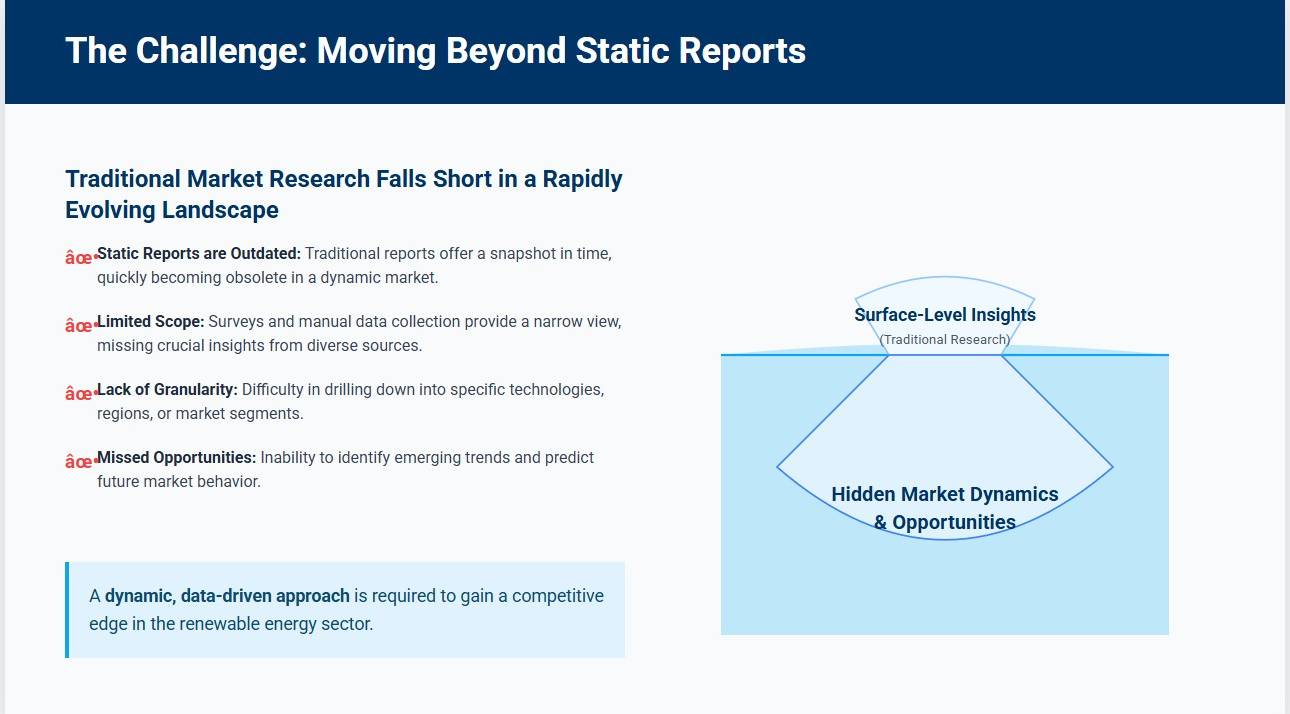 The Challenge: Moving Beyond Static Reports
Traditional Market Research Falls Short in a Rapidly
Evolving Landscape
âœ•Static Reports are Outdated: Traditional reports offer a snapshot in time,
quickly becoming obsolete in a dynamic market.
âœ•Limited Scope: Surveys and manual data collection provide a narrow view,
missing crucial insights from diverse sources.
âœ•Lack of Granularity: Difficulty in drilling down into specific technologies,
regions, or market segments.
âœ•Missed Opportunities: Inability to identify emerging trends and predict
future market behavior.
A dynamic, data-driven approach is required to gain a competitive
edge in the renewable energy sector.
Surface-Level Insights
(Traditional Research)
Hidden Market Dynamics
& Opportunities